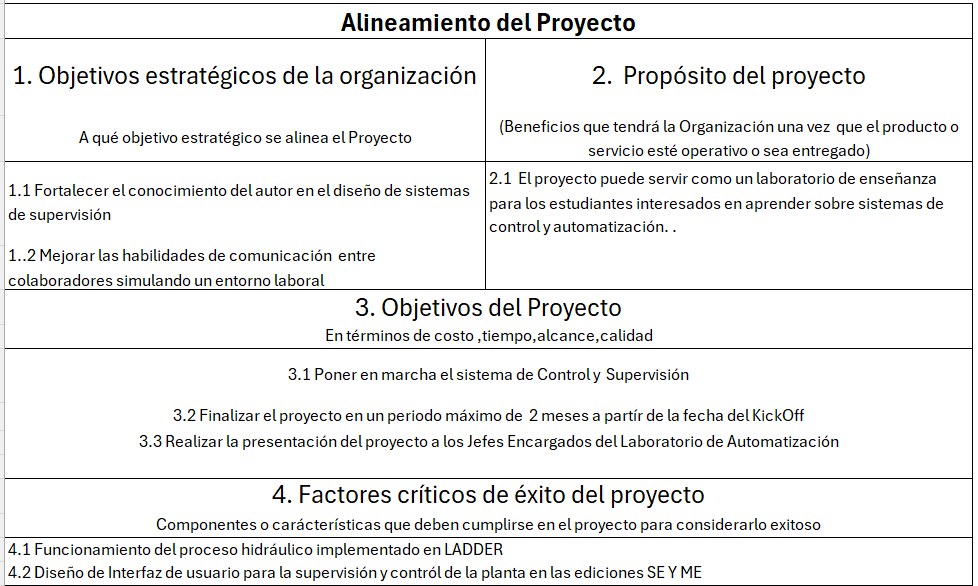 Alineamiento del Proyecto
1. Objetivos estratégicos de la organización
A qué objetivo estratégico se alinea el Proyecto
2. Propósito del proyecto
(Beneficios que tendrá la Organización una vez que el producto o
servicio esté operativo o sea entregado)
1.1 Fortalecer el conocimiento del autor en el diseño de sistemas
de supervisión
1..2 Mejorar las habilidades de comunicación entre
colaboradores simulando un entorno laboral
2.1 El proyecto puede servir como un laboratorio de enseñanza
para los estudiantes interesados en aprender sobre sistemas de
control y automatización. .
3. Objetivos del Proyecto
En términos de costo ,tiempo,alcance,calidad
3.1 Poner en marcha el sistema de Control y Supervisión
3.2 Finalizar el proyecto en un periodo máximo de 2 meses a partír de la fecha del KickOff
3.3 Realizar la presentación del proyecto a los Jefes Encargados del Laboratorio de Automatización
4. Factores críticos de éxito del proyecto
Componentes o carácterísticas que deben cumplirse en el proyecto para considerarlo exitoso
4.1 Funcionamiento del proceso hidráulico implementado en LADDER
4.2 Diseño de Interfaz de usuario para la supervisión y contról de la planta en las ediciones SE Y ME